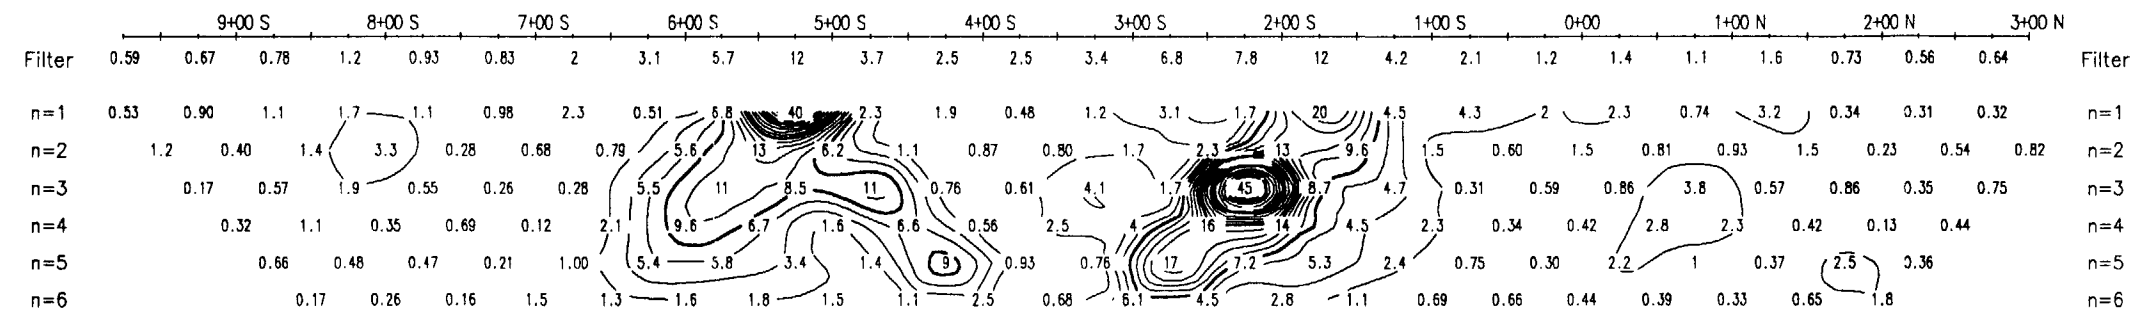 9+00 S 8+00 S 7+00 S 6+00 S 5+00 S 4+00 S 3+00 S 2+00 S 1+00 S 0+00 1+00 N 2+00 N 3+00 N
Filter 0.59 0.67 0.78 1.2 0.93 0.83 2 3.1 5.7 12 3.7 2.5 2.5 3.4 6.8 7.8 12 4.2 2.1 1.2 1.4 1.1 1.6 0.73 0.56 0.64 Filter
n=1 0.53 0.90 1.1 1.7 1.1 0.98 2.3 0.51 6.8 40 2.3 1.9 0.48 1.2 3.1 1.7 20 4.5 4.3 2 2.3 0.74 3.2 0.34 0.31 0.32 n=1
n=2 1.2 0.40 1.4 3.3 0.28 0.68 0.79 5.6 13 6.2 1.1 0.87 0.80 1.7 2.3 13 9.6 1.5 0.60 1.5 0.81 0.93 1.5 0.23 0.54 0.82 n=2
n=3 0.17 0.57 1.9 0.55 0.26 0.28 5.5 11 8.5 11 0.76 0.61 4.1 1.7 45 8.7 4.7 0.31 0.59 0.86 3.8 0.57 0.86 0.35 0.75 n=3
n=4 0.32 1.1 0.35 0.69 0.12 2.1 9.6 6.7 1.6 6.6 0.56 2.5 4 16 14 4.5 2.3 0.34 0.42 2.8 2.3 0.42 0.13 0.44 n=4
n=5 0.66 0.48 0.47 0.21 1.00 5.4 5.8 3.4 1.4 9 0.93 0.76 17 7.2 5.3 2.4 0.75 0.30 2.2 1 0.37 2.5 0.36 n=5
n=6 0.17 0.26 0.16 1.5 1.3 1.6 1.8 1.5 1.1 2.5 0.68 6.1 4.5 2.8 1.1 0.69 0.66 0.44 0.39 0.33 0.65 1.8 n=6